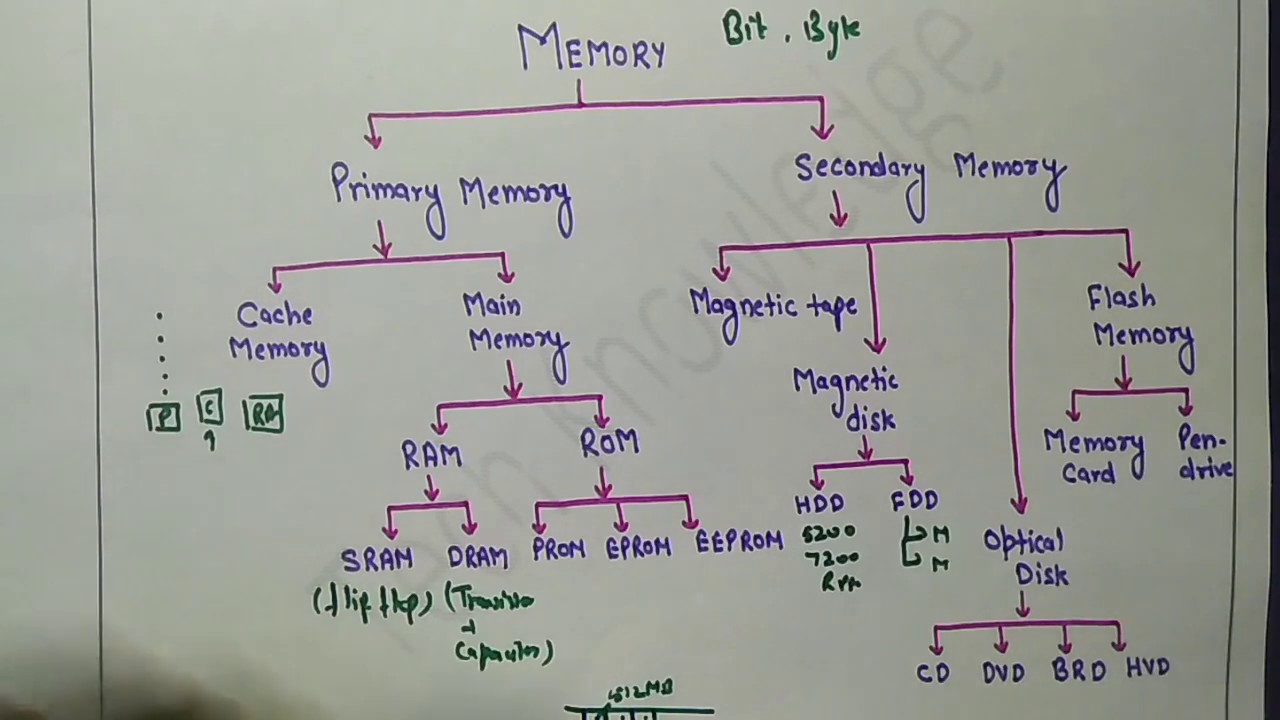 MEMORY
Bit, Byte
Primary Memory
Secondary Memory
Cache
Memory
Main
Memory
Magnetic tape
Flash
Memory
Magnetic
disk
P
C
RAM
ROM
Memory
Card
Pen-
drive
HDD
FDD
5200
7200
RPM
M
M
SRAM
DRAM
PROM
EPROM
EEPROM
Optical
Disk
(flip flop)
Capacitor)
CD
DVD
BRD
HVD
512MB
knowledge